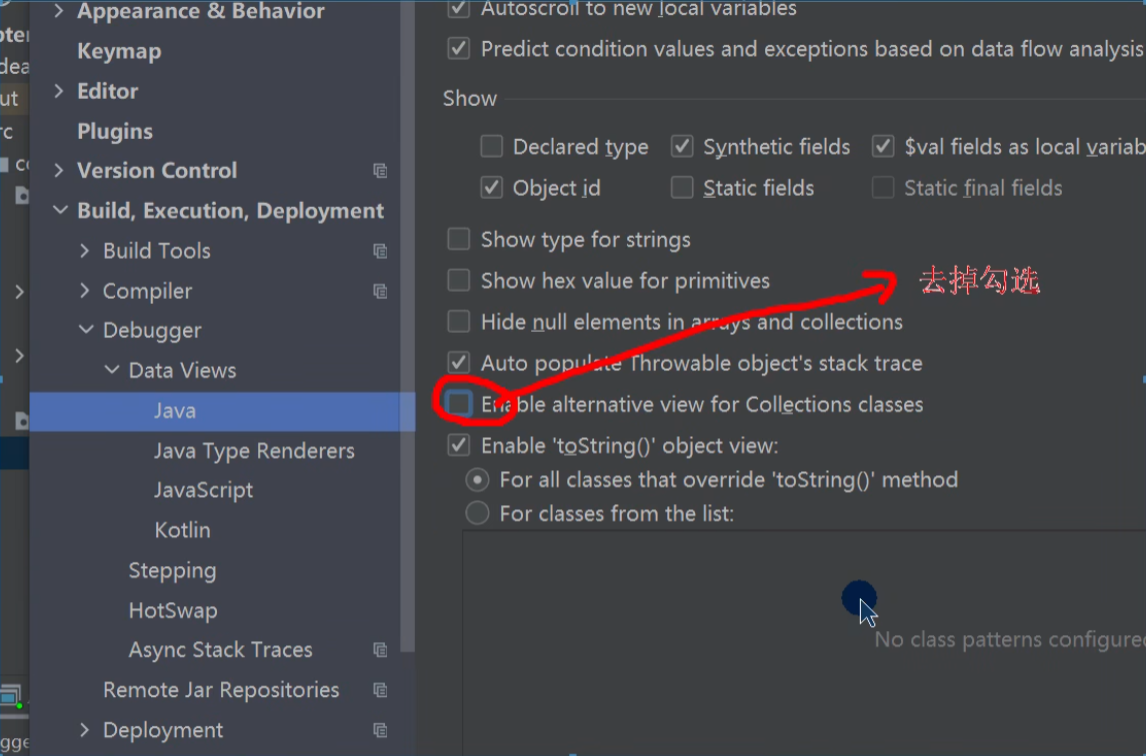 Appearance & Behavior
Keymap
Editor
Plugins
Version Control
Build, Execution, Deployment
Build Tools
Compiler
Debugger
Data Views
Java
Java Type Renderers
JavaScript
Kotlin
Stepping
HotSwap
Async Stack Traces
Remote Jar Repositories
Deployment
Autoscroll to new local variables
Predict condition values and exceptions based on data flow analysis
Show
Declared type Synthetic fields $val fields as local variab
Object id Static fields Static final fields
Show type for strings
Show hex value for primitives
去掉勾选
Hide null elements in arrays and collections
Auto populate Throwable object's stack trace
Enable alternative view for Collections classes
Enable 'toString()' object view:
For all classes that override 'toString()' method
For classes from the list:
No class patterns configured